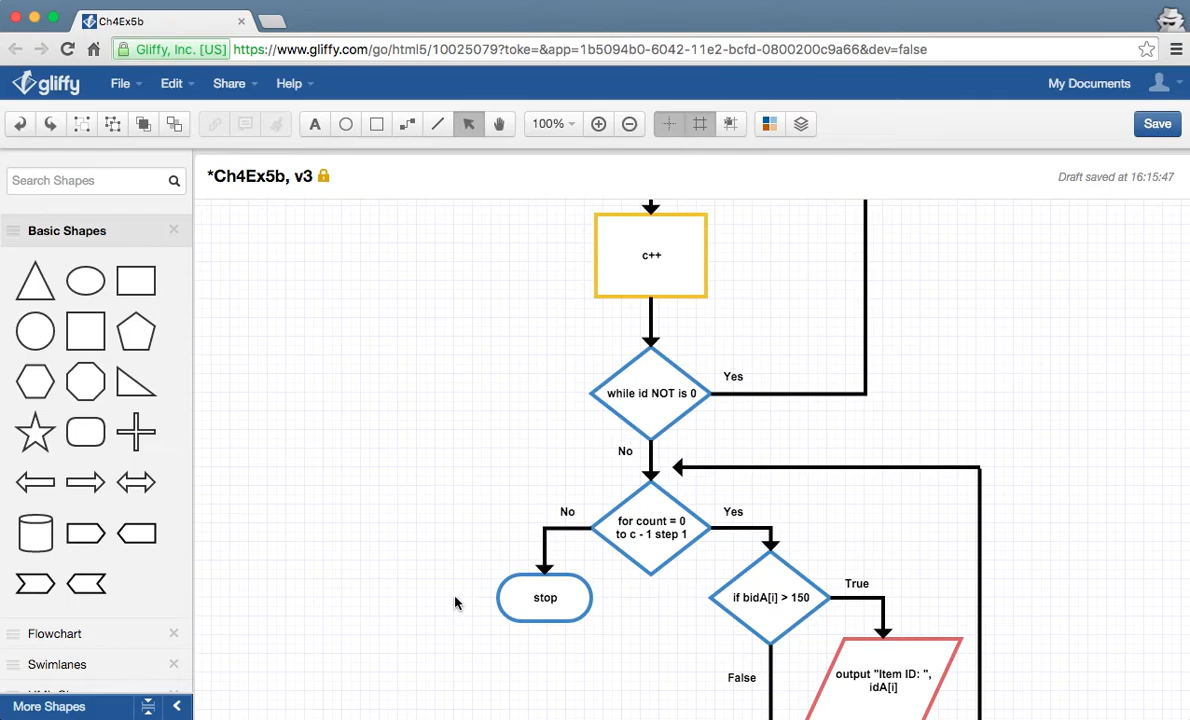 Ch4Ex5b
Gliffy, Inc. [US] https://www.gliffy.com/go/html5/10025079?toke=&app=1b5094b0-6042-11e2-bcfd-0800200c9a66&dev=false
gliffy File Edit Share Help My Documents
100% Save
Search Shapes
*Ch4Ex5b, v3 Draft saved at 16:15:47
Basic Shapes
c++
Yes
while id NOT is 0
No
No
Yes
for count = 0
to c - 1 step 1
stop
if bidA[i] > 150
True
False
output "Item ID: ",
idA[i]
Flowchart
Swimlanes
More Shapes